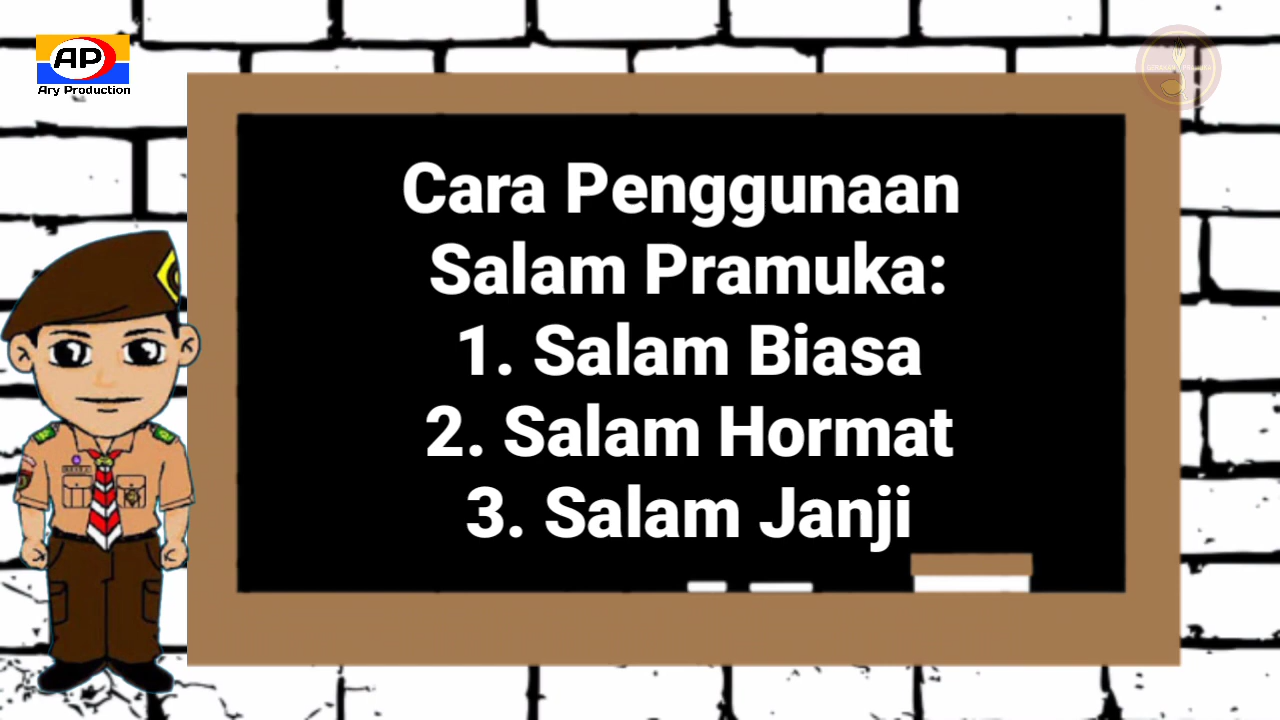 AP
Ary Production
Cara Penggunaan
Salam Pramuka:
1. Salam Biasa
2. Salam Hormat
3. Salam Janji